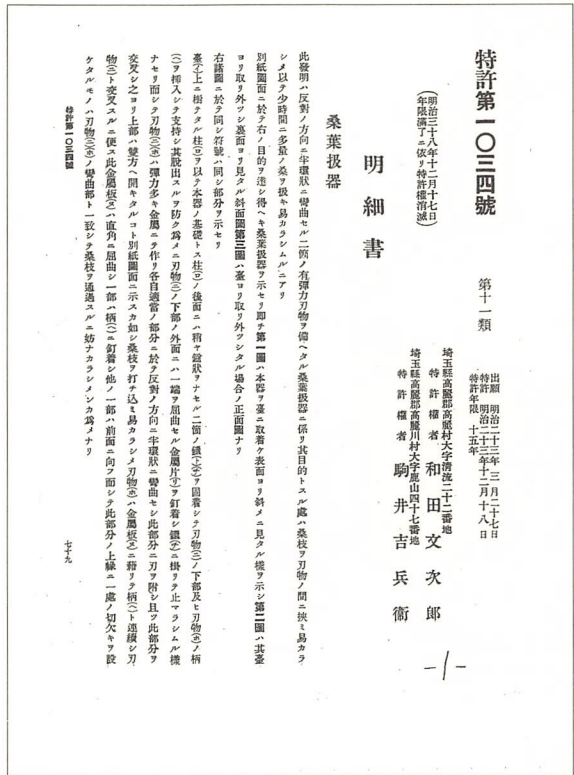 特許第一〇三四號
第十一類
出願 明治二十三年三月二十七日
特許 明治二十三年十二月十八日
特許年限 十五年
(明治三十八年十二月十七日
年限滿了ニ依リ特許權消滅)
埼玉縣高麗郡高麗村大字淸流二十二番地
特許權者 和田文次郎
埼玉縣高麗郡高麗川村大字鹿山四十七番地
特許權者 駒井吉兵衞
明細書
桑葉扱器
此發明ハ反對ノ方向ニ半環狀ニ彎曲セル二箇ノ有彈力刃物ヲ備ヘタル桑葉扱器ニ係リ其目的トスル處ハ桑枝ヲ刃物ノ間ニ挾ミ易カラ
シメ以テ少時間ニ多量ノ桑ヲ扱キ易カラシムルニアリ
別紙圖面ニ於テ右ノ目的ヲ達シ得ヘキ桑葉扱器ヲ示セリ卽チ第一圖ハ本器ヲ臺ニ取着ケ表面ヨリ斜メニ見タル樣ヲ示シ第二圖ハ其臺
ヨリ取リ外ツシ裏面ヨリ見タル斜面圖第三圖ハ臺ヨリ取リ外ツシタル場合ノ正面圖ナリ
右諸圖ニ於テ同シ符號ハ同シ部分ヲ示セリ
臺(イ)上ニ樹テタル柱(ロ)ヲ以テ本器ノ基礎トス柱(ロ)ノ後面ニハ稍ヤ鎹狀ヲナセル二箇ノ鐶(ト)(チ)ヲ固着シテ刃物(ニ)ノ下部及ヒ刃物(ホ)ノ柄
(ヘ)ヲ揷入シテ支持シ其脫出スルヲ防ク爲メニ刃物(ニ)ノ下部ノ外面ニハ一端ヲ屈曲セル金屬片(リ)ヲ釘着シ鐶(チ)ニ掛リテ止マラシムル樣
ナセリ而シテ刃物(ニ)(ホ)ハ彈力多キ金屬ニテ作リ各自適當ノ部分ニ於テ反對ノ方向ニ半環狀ニ彎曲セシ此部分ニ刃ヲ附シ且ツ此部分ヲ
交叉シ之ヨリ上部ハ雙方ヘ開キタルコト別紙圖面ニ示スカ如シ桑枝ヲ打チ込ミ易カラシメ刃物(ホ)ハ金屬板(ヌ)ニ藉リテ柄(ヘ)ト連續シ刃
物(ニ)ト交叉スルニ便ス此金屬板(ヌ)ハ直角ニ屈曲シ一部ハ柄(ヘ)ニ釘着シ他ノ一部ハ前面ニ向フ而シテ此部分ノ上緣ニ一處ノ切欠キヲ設
ケタルモノハ刃物(ニ)(ホ)ノ彎曲部ト一致シテ桑枝ヲ通過スルニ妨ナカラシメンカ爲メナリ
特許第一〇三四號
七十九
-1-